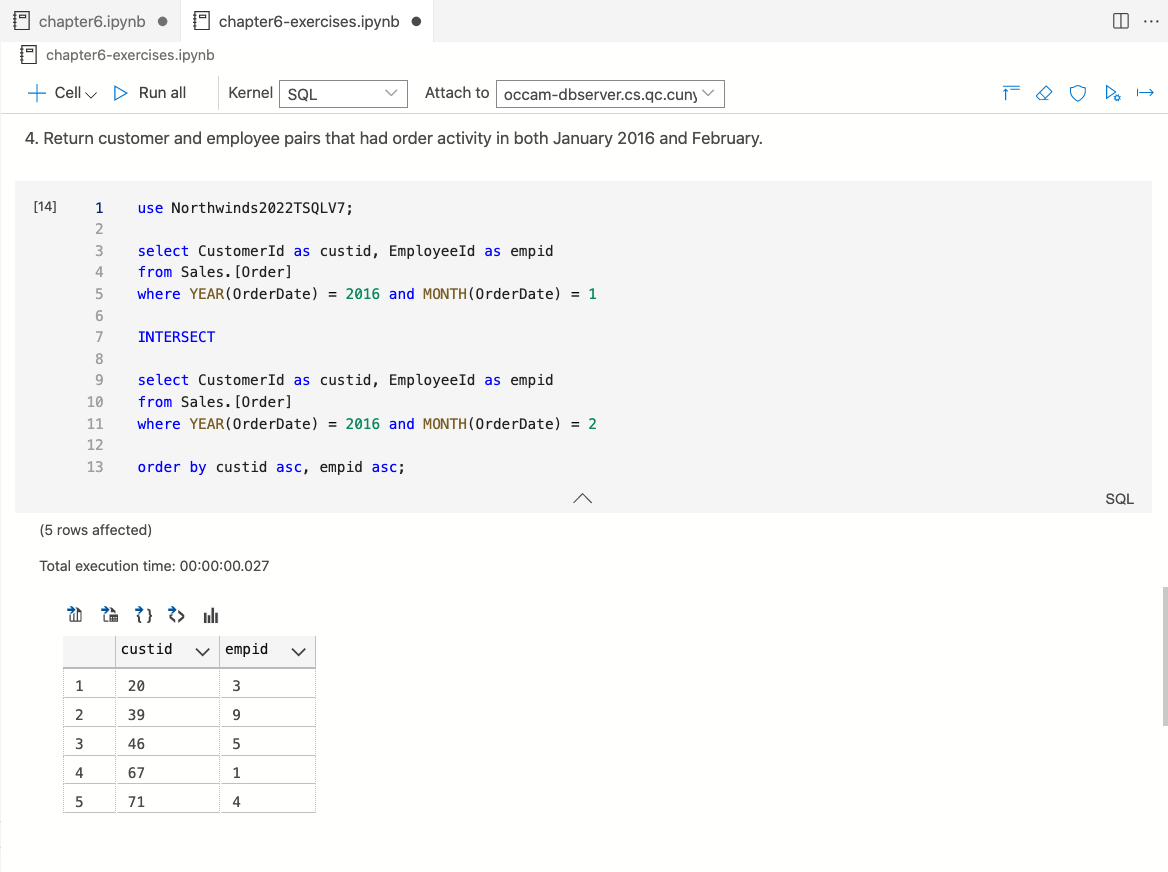 chapter6.ipynb ● chapter6-exercises.ipynb ●
chapter6-exercises.ipynb
Cell Run all Kernel SQL Attach to occam-dbserver.cs.qc.cuny
4. Return customer and employee pairs that had order activity in both January 2016 and February.
[14] 1 use Northwinds2022TSQLV7;
2
3 select CustomerId as custid, EmployeeId as empid
4 from Sales.[Order]
5 where YEAR(OrderDate) = 2016 and MONTH(OrderDate) = 1
6
7 INTERSECT
8
9 select CustomerId as custid, EmployeeId as empid
10 from Sales.[Order]
11 where YEAR(OrderDate) = 2016 and MONTH(OrderDate) = 2
12
13 order by custid asc, empid asc;
SQL
(5 rows affected)
Total execution time: 00:00:00.027
custid empid
1 20 3
2 39 9
3 46 5
4 67 1
5 71 4